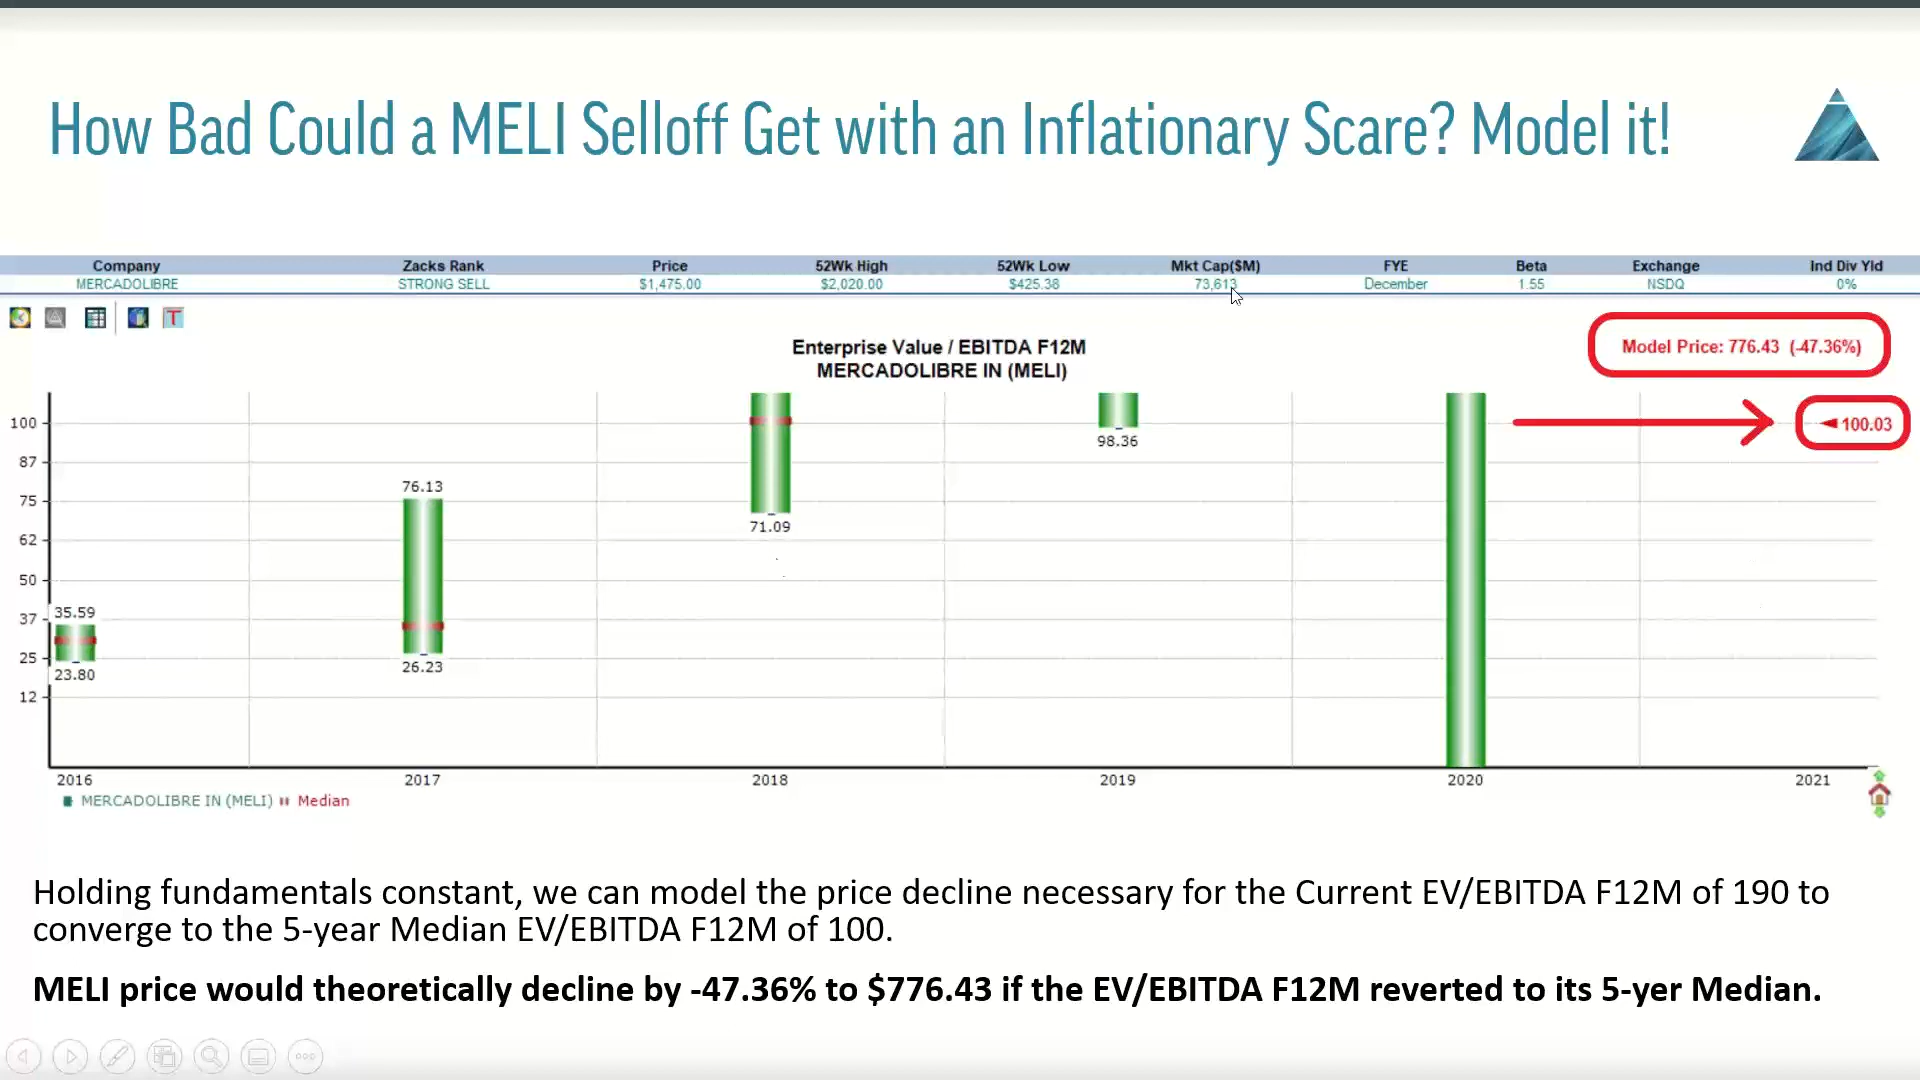 How Bad Could a MELI Selloff Get with an Inflationary Scare? Model it!
Company Zacks Rank Price 52Wk High 52Wk Low Mkt Cap($M) FYE Beta Exchange Ind Div Yld
MERCADOLIBRE STRONG SELL $1,475.00 $2,020.00 $425.38 73,613 December 1.55 NSDQ 0%
T
Enterprise Value / EBITDA F12M
MERCADOLIBRE IN (MELI)
Model Price: 776.43 (-47.36%)
100.03
100
87
75
62
50
37
25
12
35.59
23.80
76.13
26.23
71.09
98.36
2016 2017 2018 2019 2020 2021
MERCADOLIBRE IN (MELI) Median
Holding fundamentals constant, we can model the price decline necessary for the Current EV/EBITDA F12M of 190 to
converge to the 5-year Median EV/EBITDA F12M of 100.
MELI price would theoretically decline by -47.36% to $776.43 if the EV/EBITDA F12M reverted to its 5-yer Median.